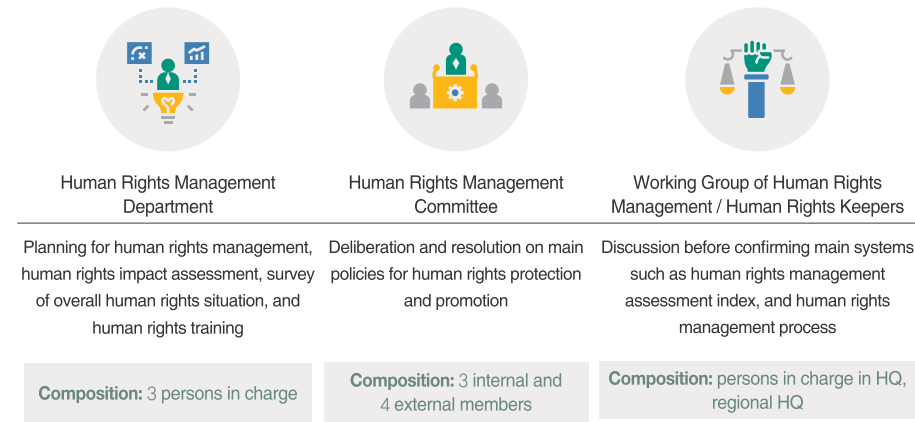 Human Rights Management
Department
Planning for human rights management,
human rights impact assessment, survey
of overall human rights situation, and
human rights training
Composition: 3 persons in charge
Human Rights Management
Committee
Deliberation and resolution on main
policies for human rights protection
and promotion
Composition: 3 internal and
4 external members
Working Group of Human Rights
Management / Human Rights Keepers
Discussion before confirming main systems
such as human rights management
assessment index, and human rights
management process
Composition: persons in charge in HQ,
regional HQ